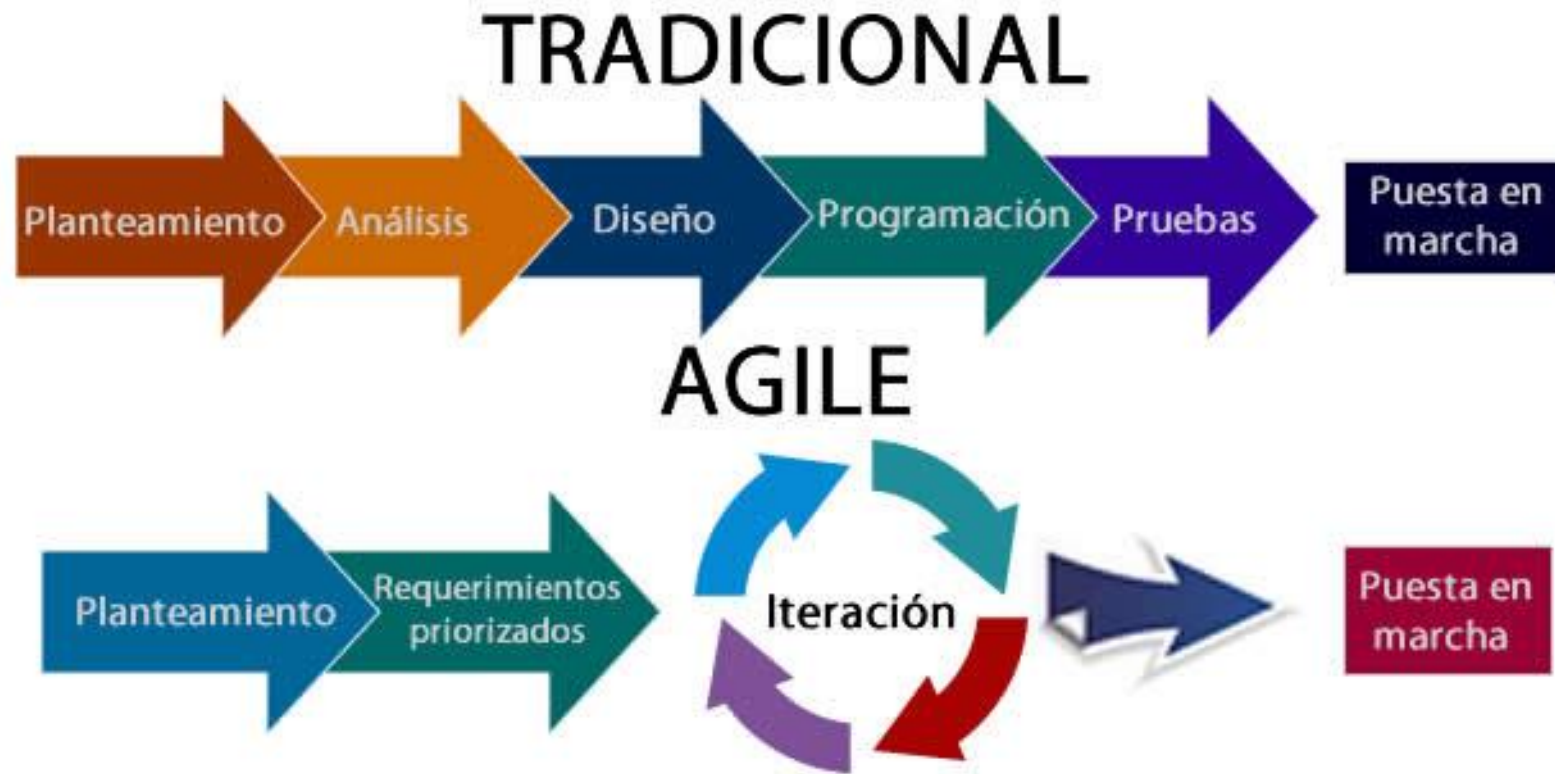 TRADICIONAL
Planteamiento
Análisis
Diseño
Programación
Pruebas
Puesta en
marcha
AGILE
Planteamiento
Requerimientos
priorizados
Iteración
Puesta en
marcha